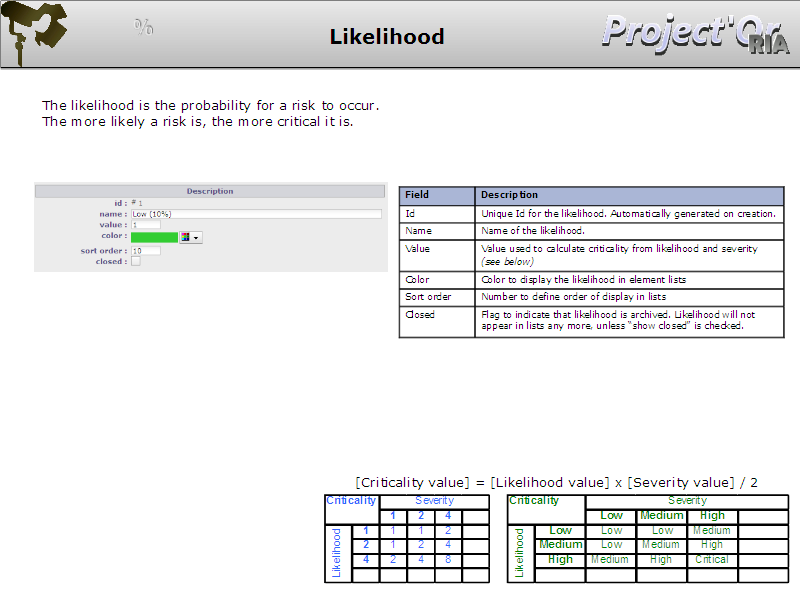 %
Likelihood
Project'Or
RIA
The likelihood is the probability for a risk to occur.
The more likely a risk is, the more critical it is.
Description
id : # 1
name : Low (10%)
value : 1
color :
sort order : 10
closed :
Field Description
Id Unique Id for the likelihood. Automatically generated on creation.
Name Name of the likelihood.
Value Value used to calculate criticality from likelihood and severity
(see below)
Color Color to display the likelihood in element lists
Sort order Number to define order of display in lists
Closed Flag to indicate that likelihood is archived. Likelihood will not
appear in lists any more, unless “show closed” is checked.
[Criticality value] = [Likelihood value] x [Severity value] / 2
Criticality Severity
1 2 4
Likelihood
1 1 1 2
2 1 2 4
4 2 4 8
Criticality Severity
Low Medium High
Likelihood
Low Low Low Medium
Medium Low Medium High
High Medium High Critical